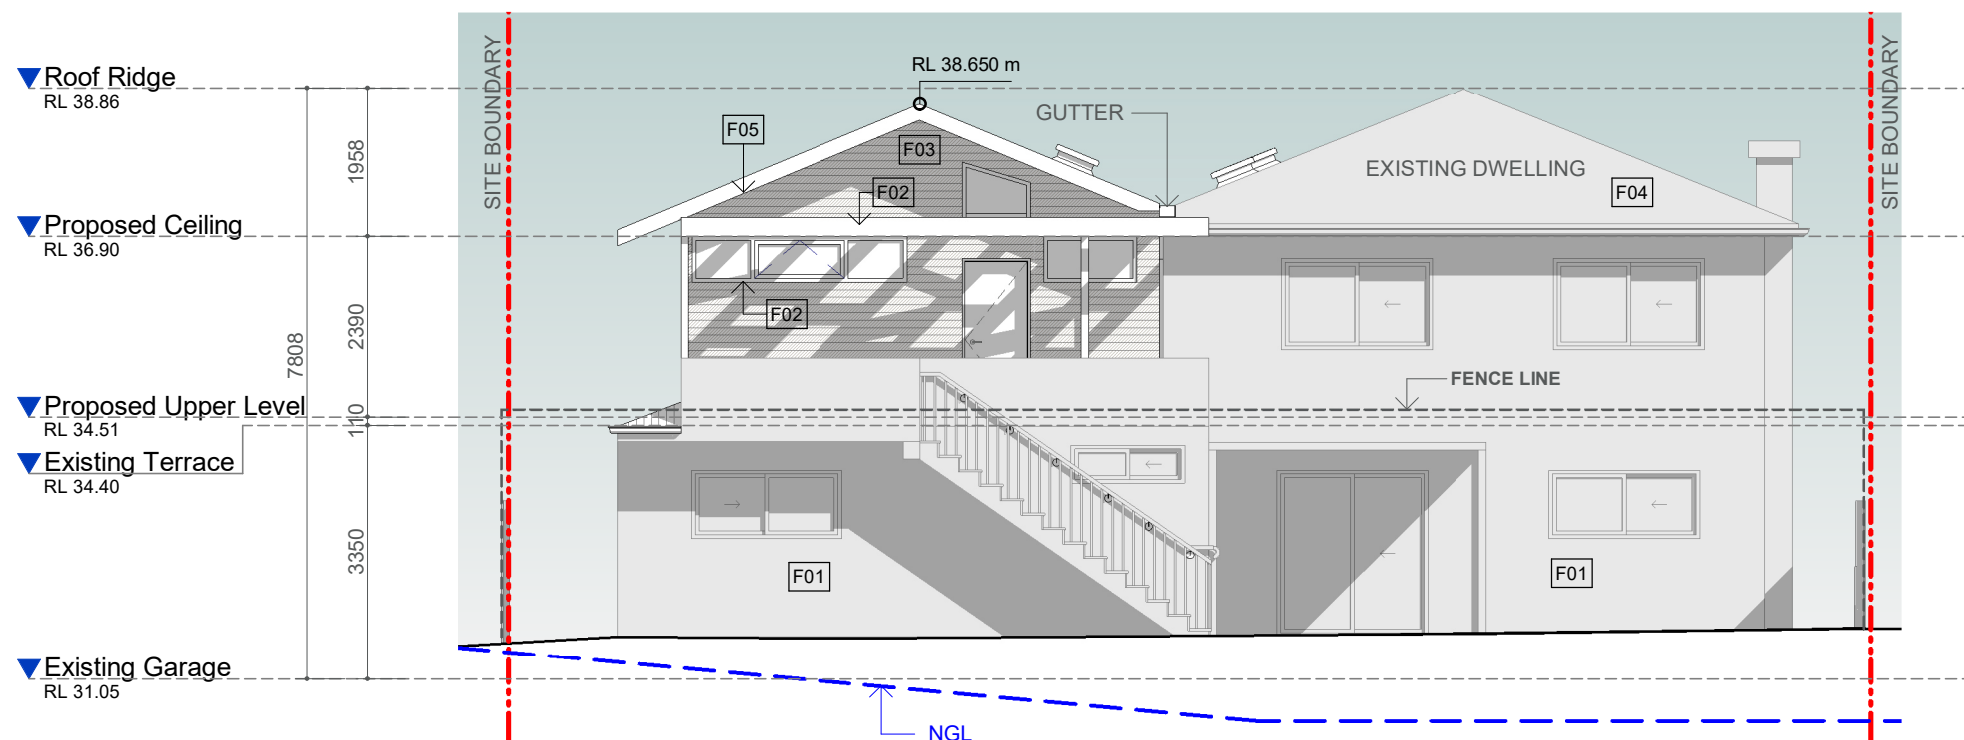 Roof Ridge
RL 38.86
Proposed Ceiling
RL 36.90
Proposed Upper Level
RL 34.51
Existing Terrace
RL 34.40
Existing Garage
RL 31.05
7808
1958
2390
110
3350
SITE BOUNDARY
RL 38.650 m
GUTTER
F05
F03
F02
F02
EXISTING DWELLING
F04
SITE BOUNDARY
FENCE LINE
F01
F01
NGL